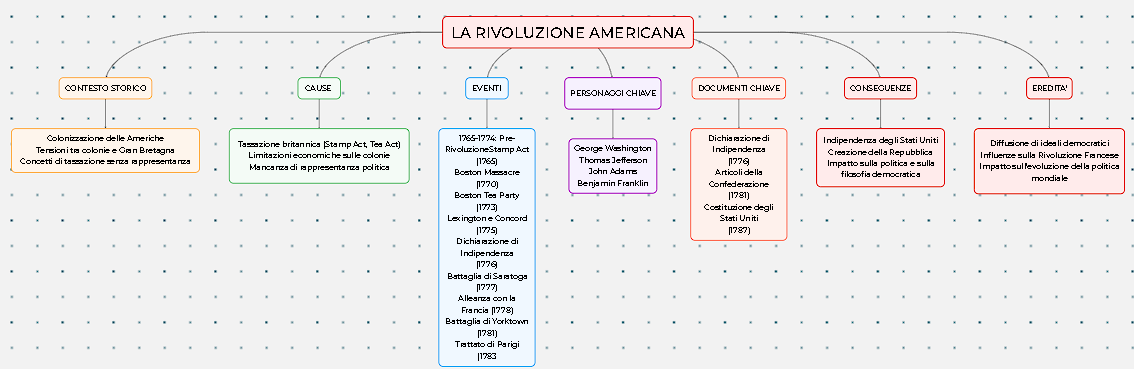 LA RIVOLUZIONE AMERICANA
CONTESTO STORICO
Colonizzazione delle Americhe
Tensioni tra colonie e Gran Bretagna
Concetti di tassazione senza rappresentanza
CAUSE
Tassazione britannica (Stamp Act, Tea Act)
Limitazioni economiche sulle colonie
Mancanza di rappresentanza politica
EVENTI
1765-1774: Pre-
RivoluzioneStamp Act
(1765)
Boston Massacre
(1770)
Boston Tea Party
(1773)
Lexington e Concord
(1775)
Dichiarazione di
Indipendenza
(1776)
Battaglia di Saratoga
(1777)
Alleanza con la
Francia (1778)
Battaglia di Yorktown
(1781)
Trattato di Parigi
(1783
PERSONAGGI CHIAVE
George Washington
Thomas Jefferson
John Adams
Benjamin Franklin
DOCUMENTI CHIAVE
Dichiarazione di
Indipendenza
(1776)
Articoli della
Confederazione
(1781)
Costituzione degli
Stati Uniti
(1787)
CONSEGUENZE
Indipendenza degli Stati Uniti
Creazione della Repubblica
Impatto sulla politica e sulla
filosofia democratica
EREDITA'
Diffusione di ideali democratici
Influenze sulla Rivoluzione Francese
Impatto sull'evoluzione della politica
mondiale